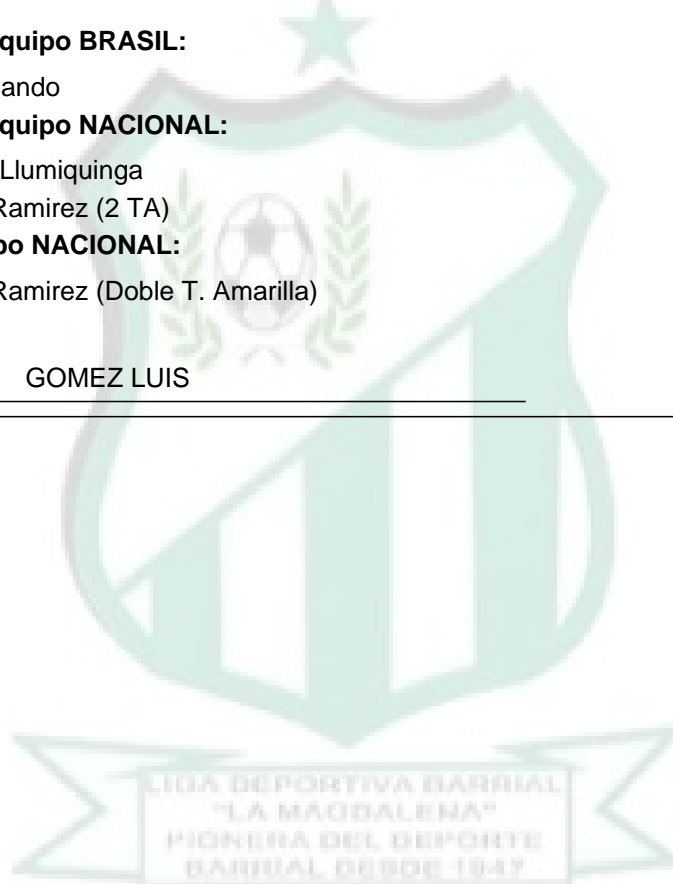 quipo BRASIL:
ando
quipo NACIONAL:
Llumiquinga
Ramirez (2 TA)
po NACIONAL:
Ramirez (Doble T. Amarilla)
GOMEZ LUIS
LIGA DEPORTIVA BARRIAL
"LA MAGDALENA"
PIONERA DEL DEPORTE
BARRIAL DESDE 1947